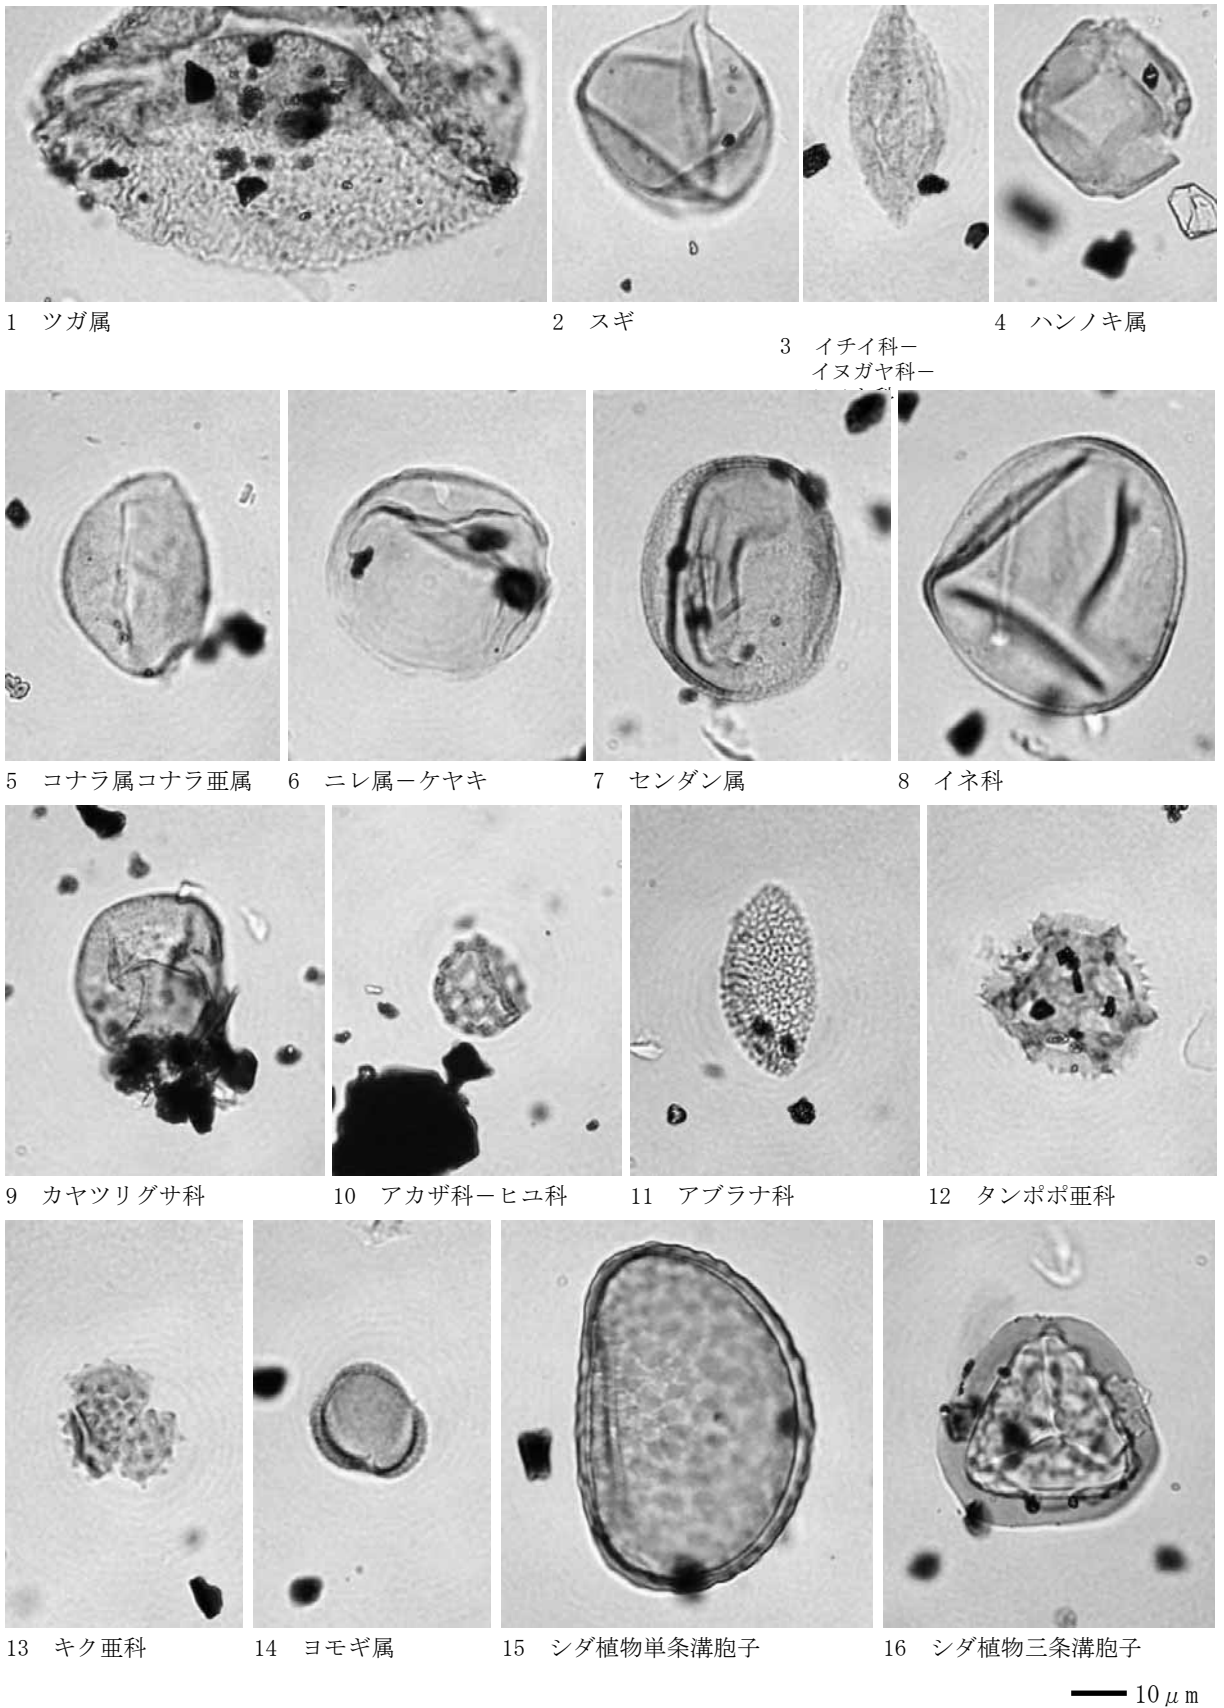 1 ツガ属
2 スギ
3 イチイ科－
イヌガヤ科－
4 ハンノキ属
5 コナラ属コナラ亜属
6 ニレ属－ケヤキ
7 センダン属
8 イネ科
9 カヤツリグサ科
10 アカザ科－ヒユ科
11 アブラナ科
12 タンポポ亜科
13 キク亜科
14 ヨモギ属
15 シダ植物単条溝胞子
16 シダ植物三条溝胞子
10μm